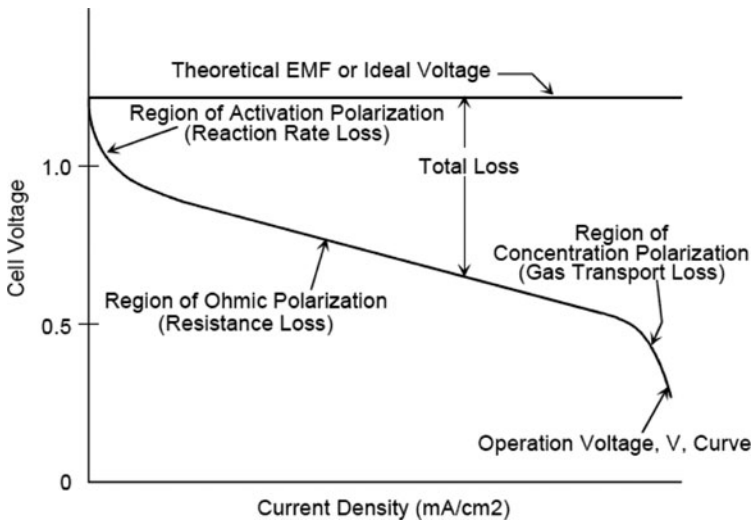 Theoretical EMF or Ideal Voltage
Region of Activation Polarization
(Reaction Rate Loss)
1.0
Total Loss
Cell Voltage
Region of
Concentration Polarization
(Gas Transport Loss)
Region of Ohmic Polarization
(Resistance Loss)
0.5
Operation Voltage, V, Curve
0
Current Density (mA/cm2)